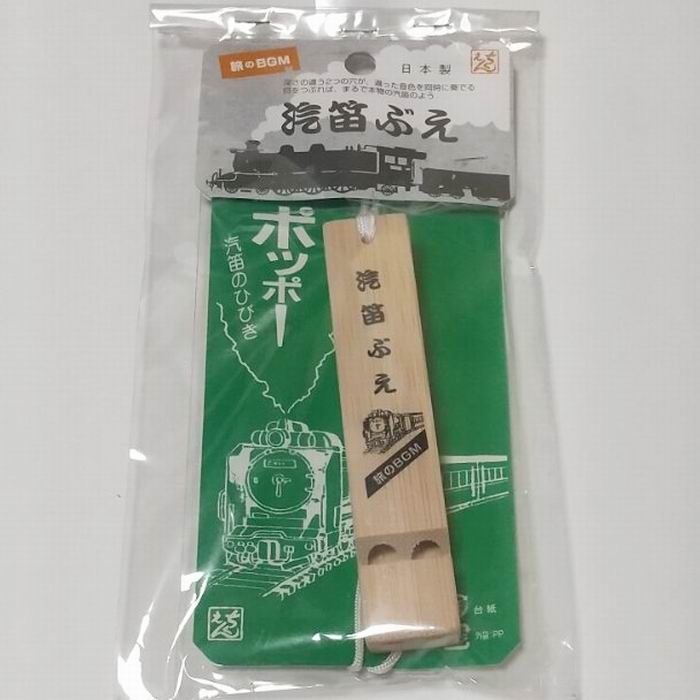 旅のBGM
日本製
深さの違う2つの穴が、違った音色を同時に奏でる
目をつぶれば、まるで本物の汽笛のよう
汽笛ぶえ
ポッポー
汽笛のひびき
汽笛ぶえ
旅のBGM
台紙
外袋:PP